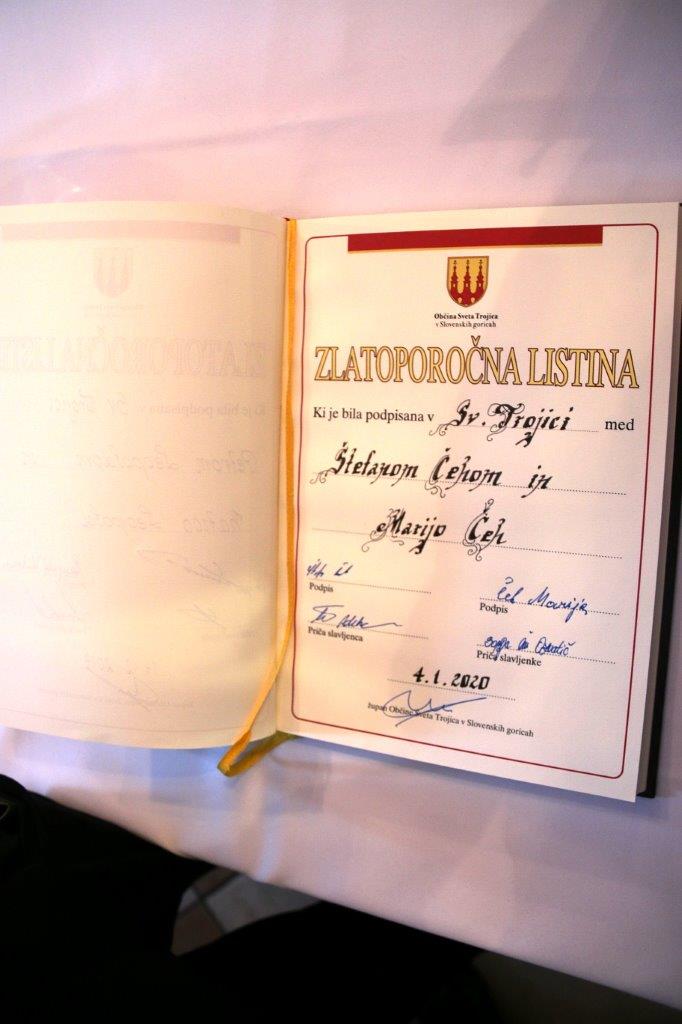 Občina Sveta Trojica
v Slovenskih goricah
ZLATOPOROČNA LISTINA
Ki je bila podpisana v Sv. Trojici med
Štefanom Čehom in
Marijo Čeh
Čeh Marija
Podpis Podpis
Priča slavljenca Priča slavljenke
4.1.2020
Župan Občine Sveta Trojica v Slovenskih goricah